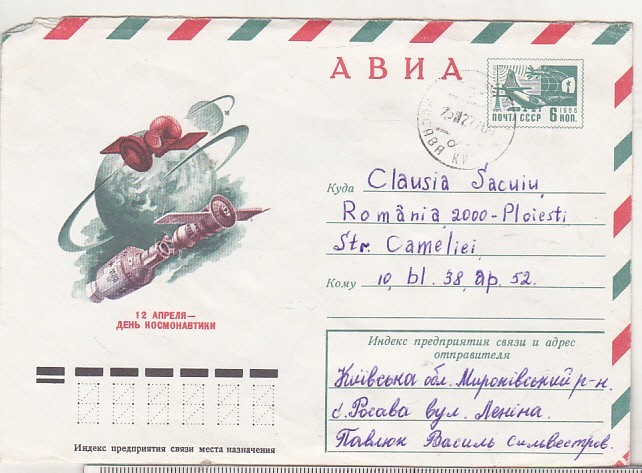 АВИА
1966
ПОЧТА СССР 6 КОП.
Куда Clausia Šacuiu,
România, 2000-Ploiesti
Str. Cameliei,
Кому 10, bl. 38, ap. 52.
12 АПРЕЛЯ—
ДЕНЬ КОСМОНАВТИКИ
Индекс предприятия связи и адрес
отправителя
Київська обл. Миронівський р-н.
с. Росава вул. Леніна.
Павлюк Василь Сильвестров.
Индекс предприятия связи места назначения